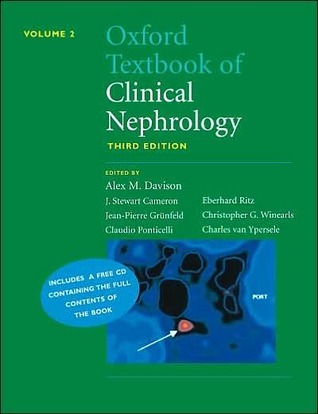 VOLUME 2
Oxford
Textbook of
Clinical
Nephrology
THIRD EDITION
EDITED BY
Alex M. Davison
J. Stewart Cameron
Jean-Pierre Grünfeld
Claudio Ponticelli
Eberhard Ritz
Christopher G. Winearls
Charles van Ypersele
INCLUDES A FREE CD
CONTAINING THE FULL
CONTENTS OF
THE BOOK
PORT